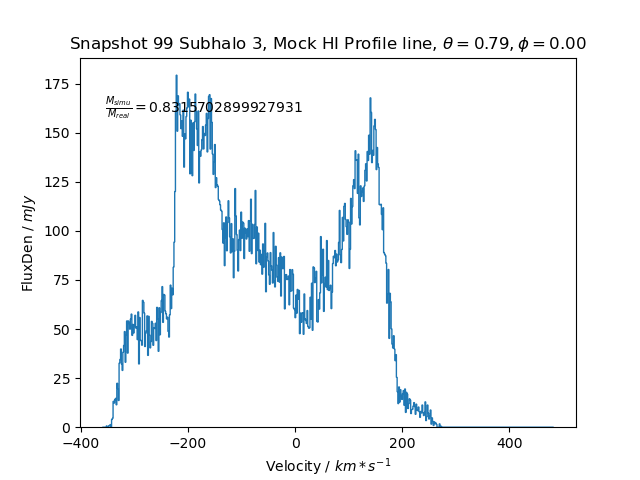 Snapshot 99 Subhalo 3, Mock HI Profile line, θ = 0.79, ϕ = 0.00
M_simu/M_real = 0.8315702899927931
175
150
125
100
75
50
25
0
FluxDen / mJy
−400 −200 0 200 400
Velocity / km * s⁻¹